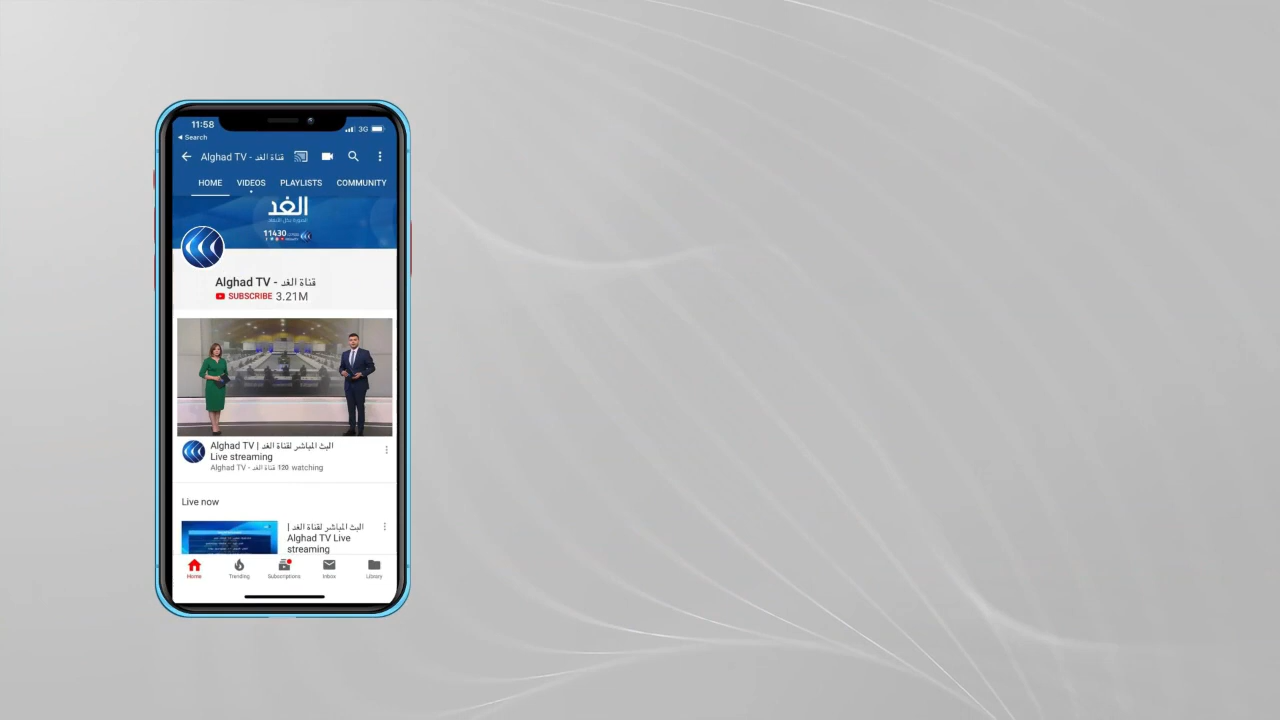 11:58
3G
Search
Alghad TV - قناة الغد
HOME VIDEOS PLAYLISTS COMMUNITY
الغد
11430
Alghad TV - قناة الغد
SUBSCRIBE 3.21M
Alghad TV | البث المباشر لقناة الغد
Live streaming
Alghad TV - قناة الغد 120 watching
Live now
البث المباشر لقناة الغد |
Alghad TV Live
streaming
Home Trending Subscriptions Inbox Library